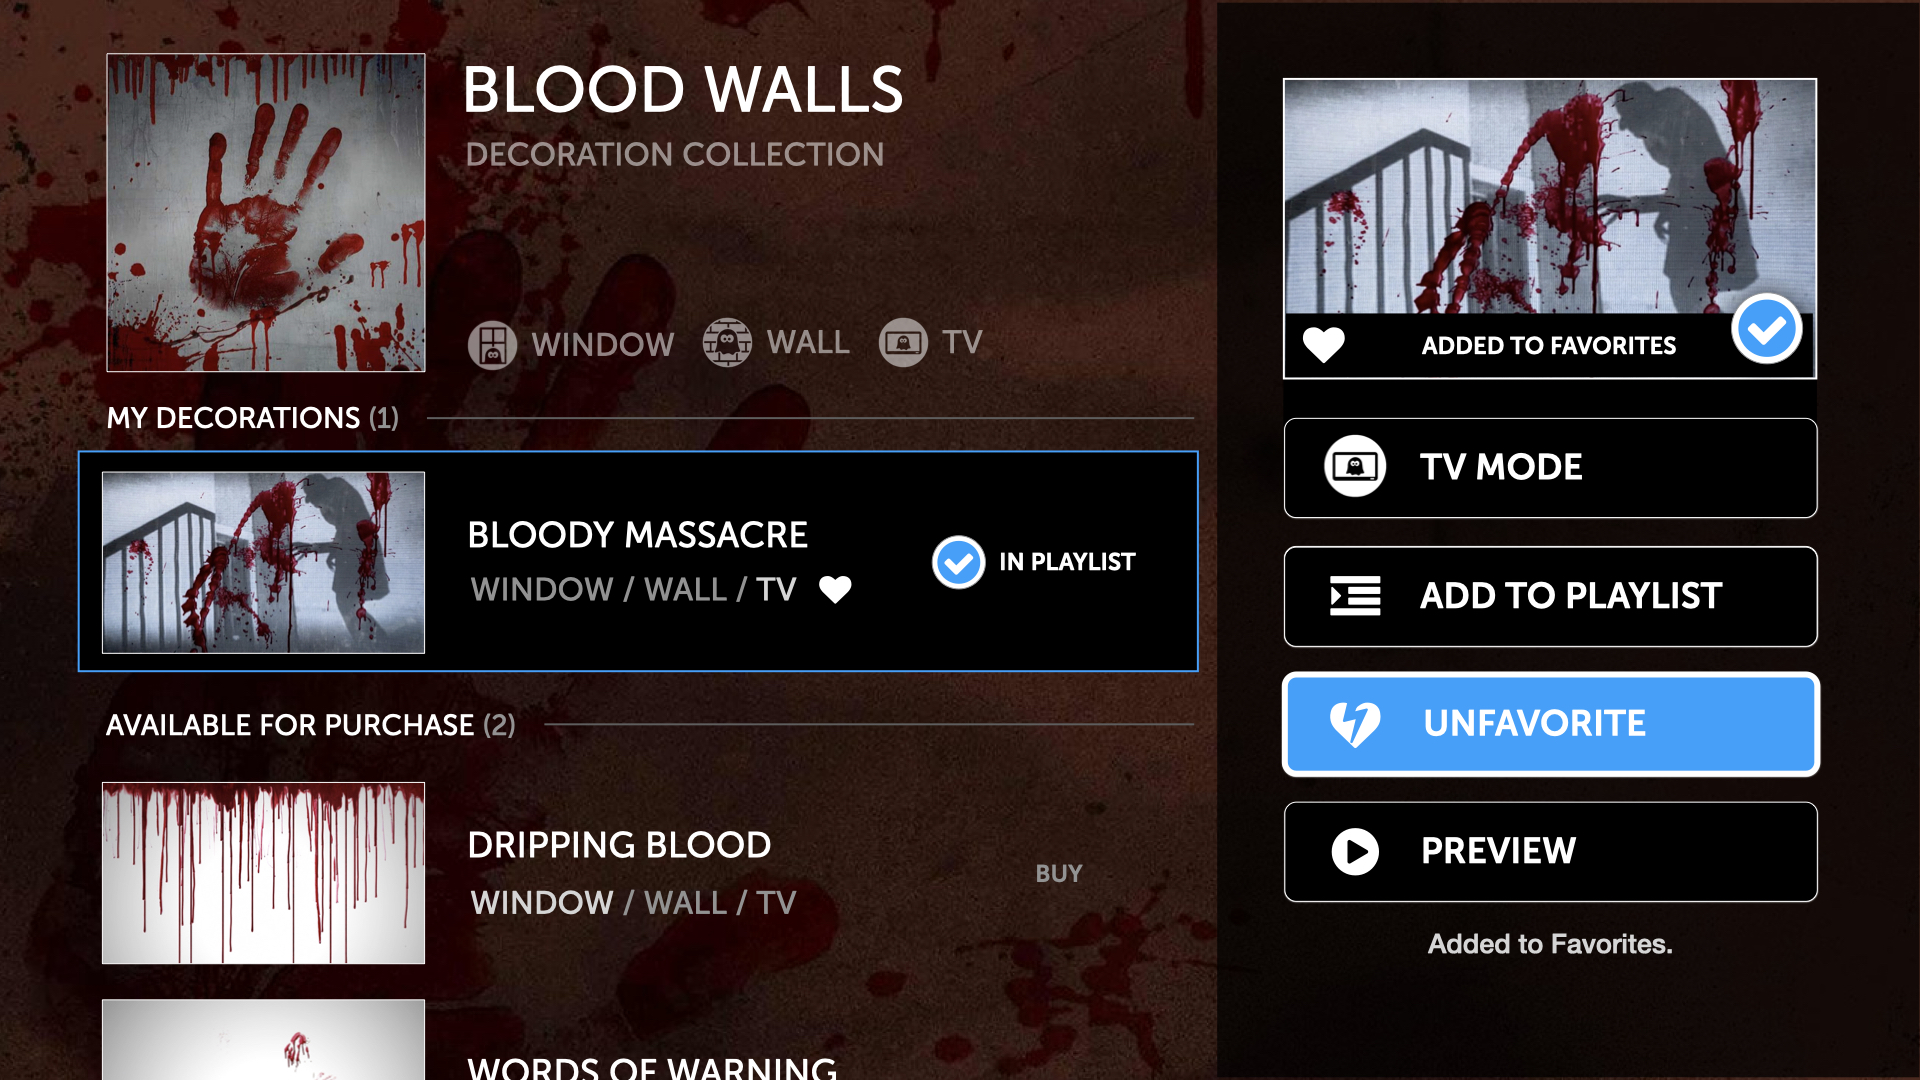 BLOOD WALLS
DECORATION COLLECTION
WINDOW WALL TV
MY DECORATIONS (1)
BLOODY MASSACRE
WINDOW / WALL / TV
IN PLAYLIST
AVAILABLE FOR PURCHASE (2)
DRIPPING BLOOD
WINDOW / WALL / TV
BUY
WORDS OF WARNING
ADDED TO FAVORITES
TV MODE
ADD TO PLAYLIST
UNFAVORITE
PREVIEW
Added to Favorites.